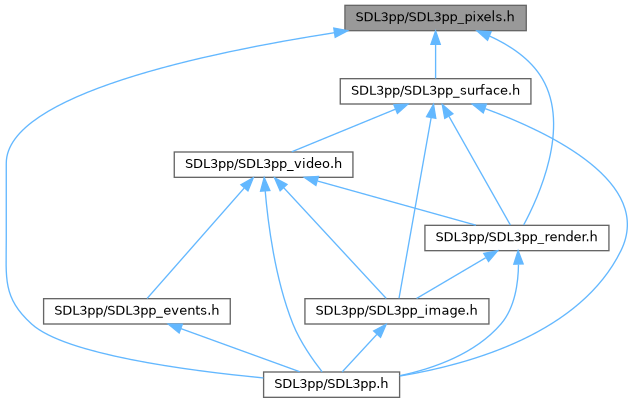 SDL3pp/SDL3pp_pixels.h
SDL3pp/SDL3pp_surface.h
SDL3pp/SDL3pp_video.h
SDL3pp/SDL3pp_render.h
SDL3pp/SDL3pp_events.h
SDL3pp/SDL3pp_image.h
SDL3pp/SDL3pp.h